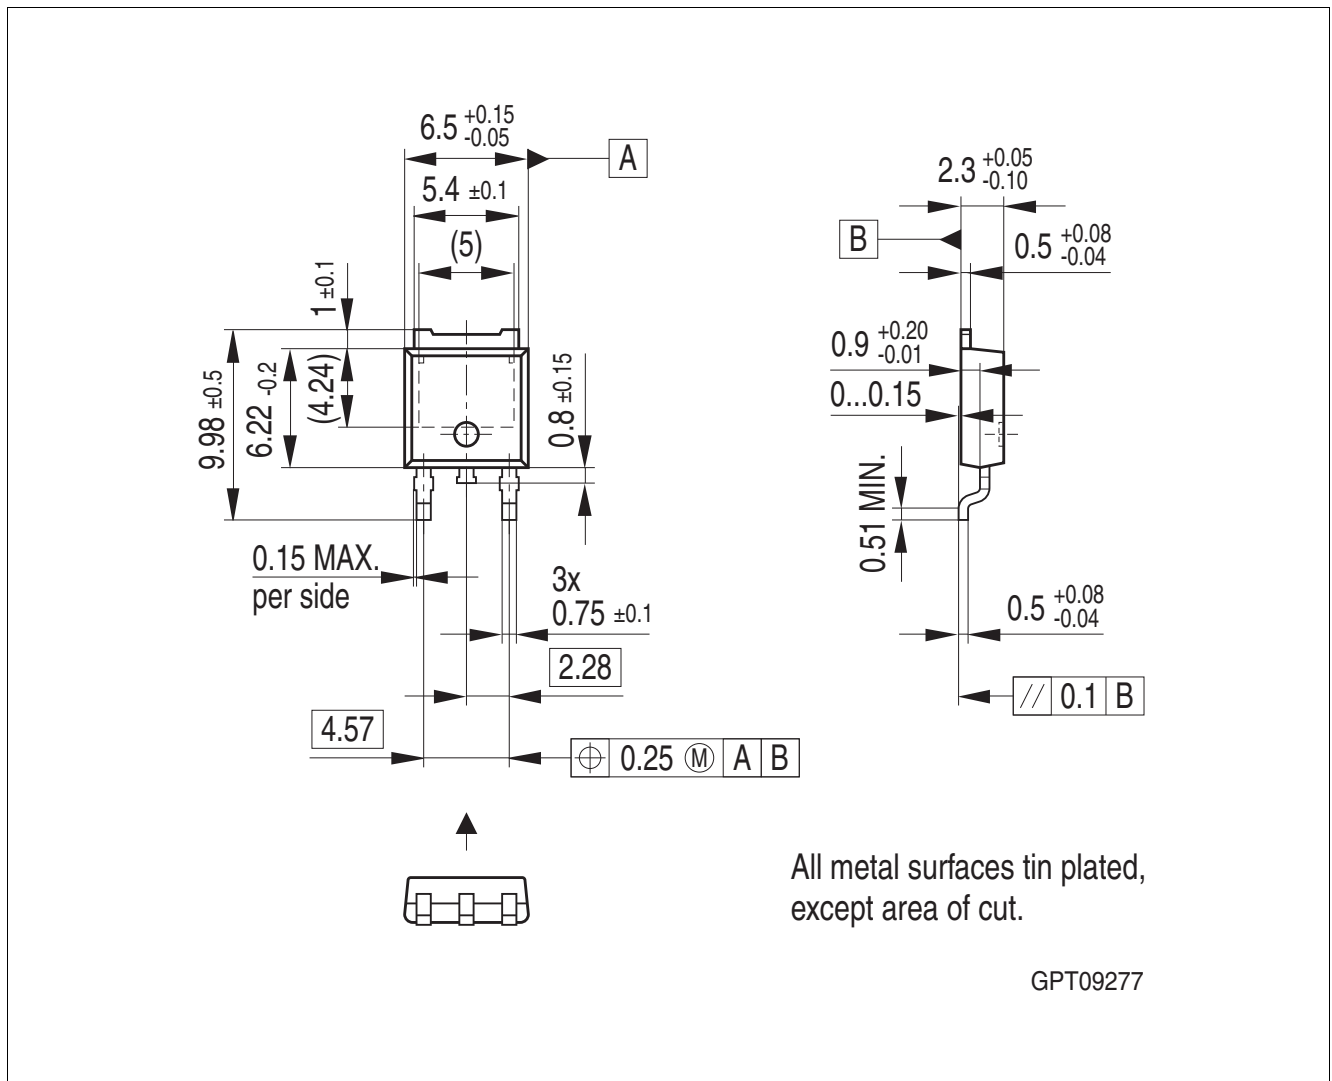 6.5 +0.15 -0.05
A
5.4 ±0.1
(5)
1 ±0.1
9.98 ±0.5
6.22 -0.2
(4.24)
0.8 ±0.15
0.15 MAX.
per side
3x
0.75 ±0.1
2.28
4.57
0.25 Ⓜ A B
2.3 +0.05 -0.10
B
0.5 +0.08 -0.04
0.9 +0.20 -0.01
0...0.15
0.51 MIN.
0.5 +0.08 -0.04
// 0.1 B
All metal surfaces tin plated,
except area of cut.
GPT09277